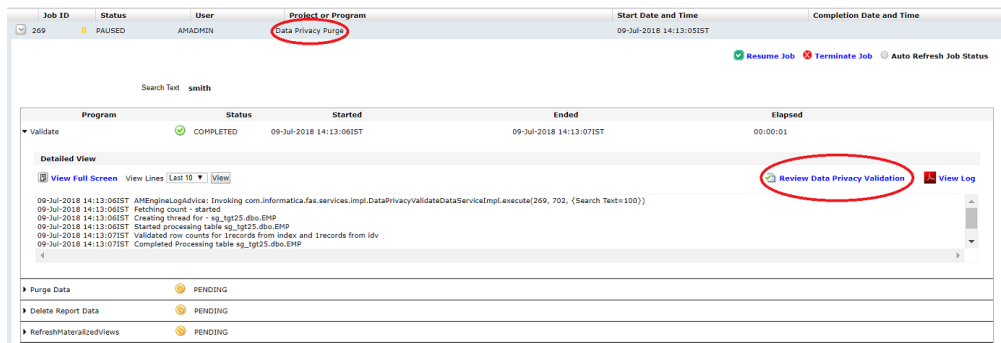 Job ID Status User Project or Program Start Date and Time Completion Date and Time
269 PAUSED AMADMIN Data Privacy Purge 09-Jul-2018 14:13:05IST
Resume Job Terminate Job Auto Refresh Job Status
Search Text smith
Program Status Started Ended Elapsed
Validate COMPLETED 09-Jul-2018 14:13:06IST 09-Jul-2018 14:13:07IST 00:00:01
Detailed View
View Full Screen View Lines Last 10 View Review Data Privacy Validation View Log
09-Jul-2018 14:13:06IST AMEngineLogAdvice: Invoking com.informatica.fas.services.impl.DataPrivacyValidateDataServiceImpl.execute(269, 702, {Search Text=100})
09-Jul-2018 14:13:06IST Fetching count - started
09-Jul-2018 14:13:06IST Creating thread for - sg_tgt25.dbo.EMP
09-Jul-2018 14:13:06IST Started processing table sg_tgt25.dbo.EMP
09-Jul-2018 14:13:07IST Validated row counts for 1records from index and 1records from idv
09-Jul-2018 14:13:07IST Completed Processing table sg_tgt25.dbo.EMP
Purge Data PENDING
Delete Report Data PENDING
RefreshMateralizedViews PENDING